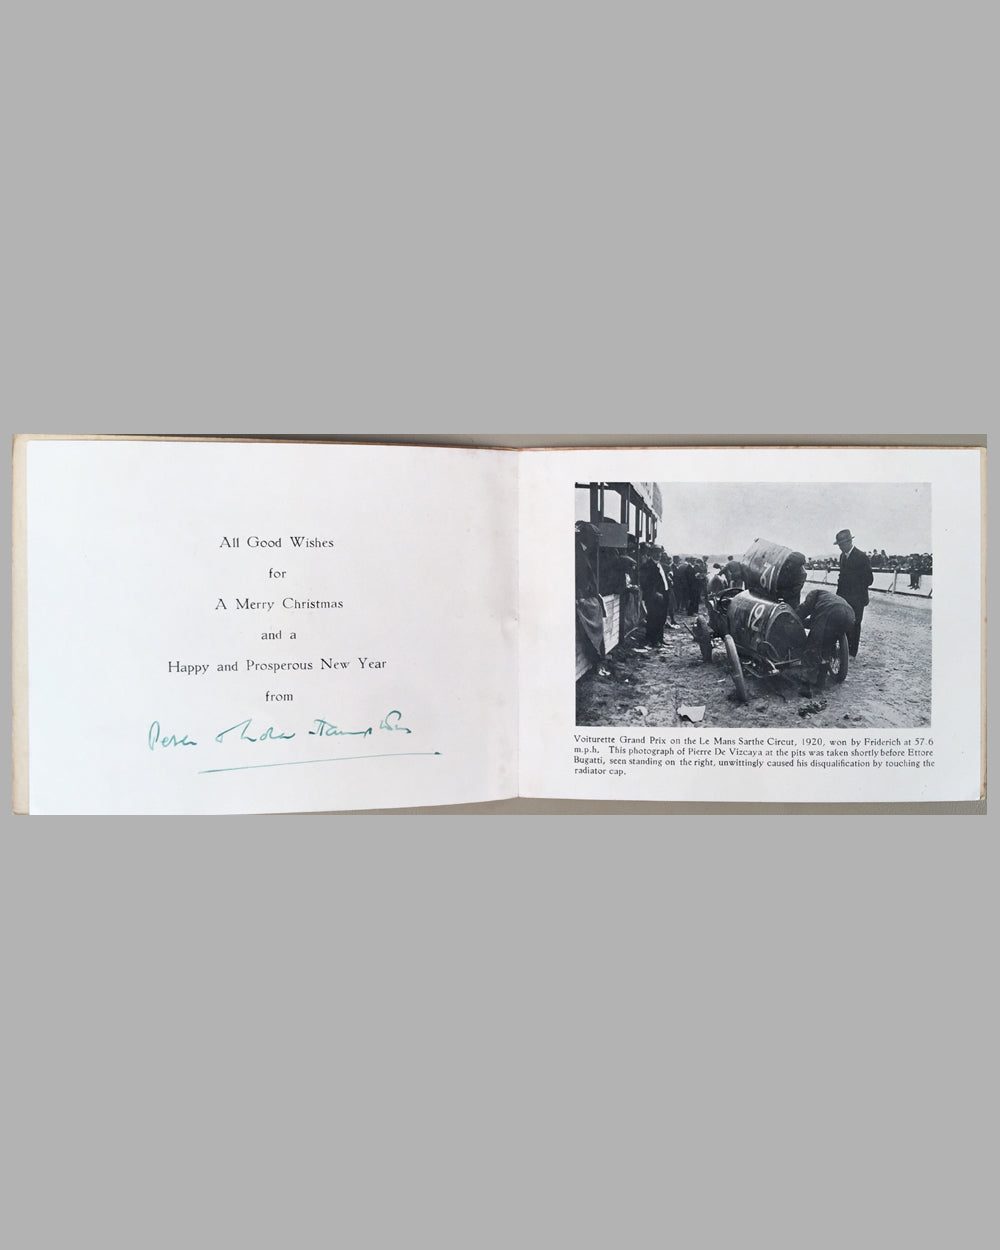 All Good Wishes
for
A Merry Christmas
and a
Happy and Prosperous New Year
from
Peter
Voiturette Grand Prix on the Le Mans Sarthe Circut, 1920, won by Friderich at 57.6
m.p.h. This photograph of Pierre De Vizcaya at the pits was taken shortly before Ettore
Bugatti, seen standing on the right, unwittingly caused his disqualification by touching the
radiator cap.